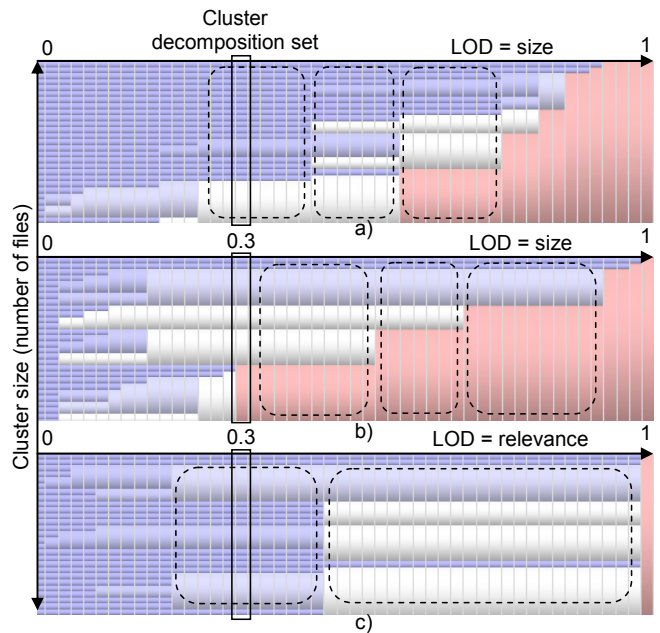 Cluster
decomposition set
0 LOD = size 1
a)
0 0.3 LOD = size 1
b)
0 0.3 LOD = relevance 1
c)
Cluster size (number of files)